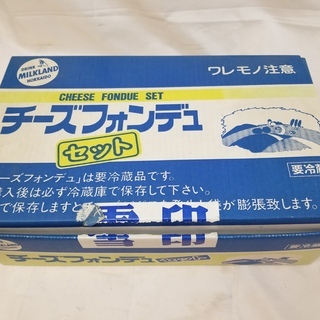 DRINK
MILKLAND
HOKKAIDO
ワレモノ注意
CHEESE FONDUE SET
チーズフォンデュ
セット
ーズフォンデュ」は要冷蔵品です。
入後は必ず冷蔵庫で保存して下さい。
で保存しますと
が膨張致します。
要冷蔵
雪印
チーズフォンデュ